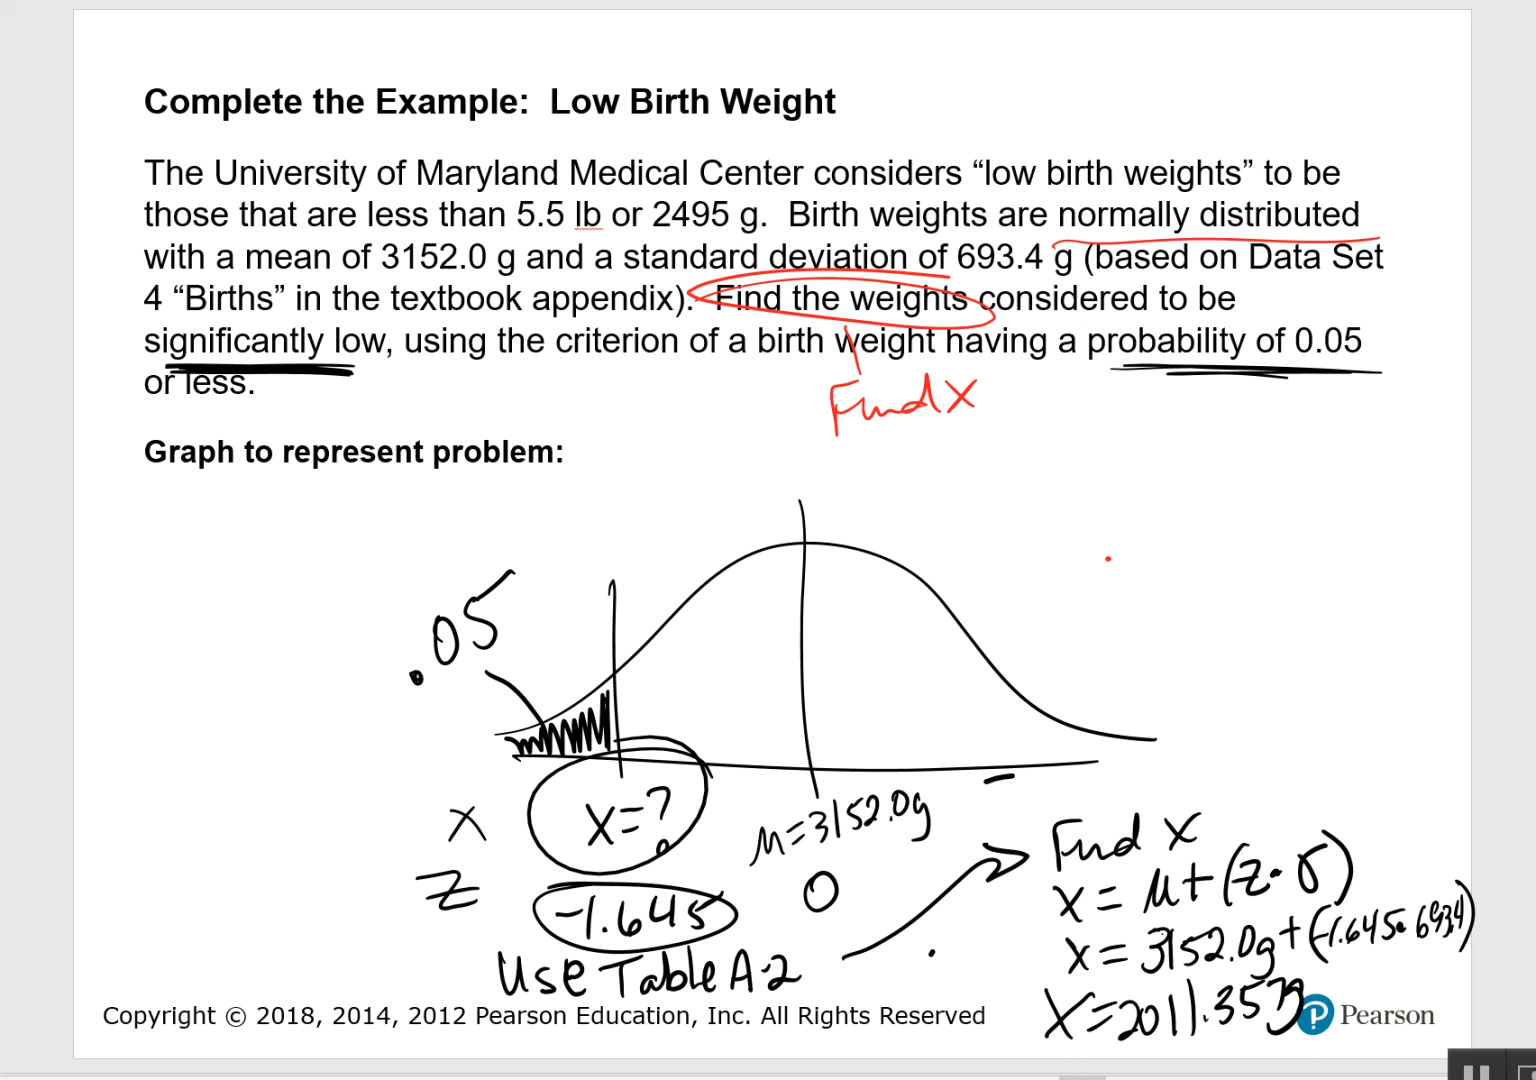 Complete the Example: Low Birth Weight
The University of Maryland Medical Center considers “low birth weights” to be
those that are less than 5.5 lb or 2495 g. Birth weights are normally distributed
with a mean of 3152.0 g and a standard deviation of 693.4 g (based on Data Set
4 “Births” in the textbook appendix). Find the weights considered to be
significantly low, using the criterion of a birth weight having a probability of 0.05
or less.
Find X
Graph to represent problem:
.05
X
X=?
μ=3152.0g
Z
-1.645
0
Use Table A-2
Find X
X = μ+(z·σ)
X = 3152.0g+(-1.645·693.4)
X=2011.357g
Copyright © 2018, 2014, 2012 Pearson Education, Inc. All Rights Reserved
P Pearson